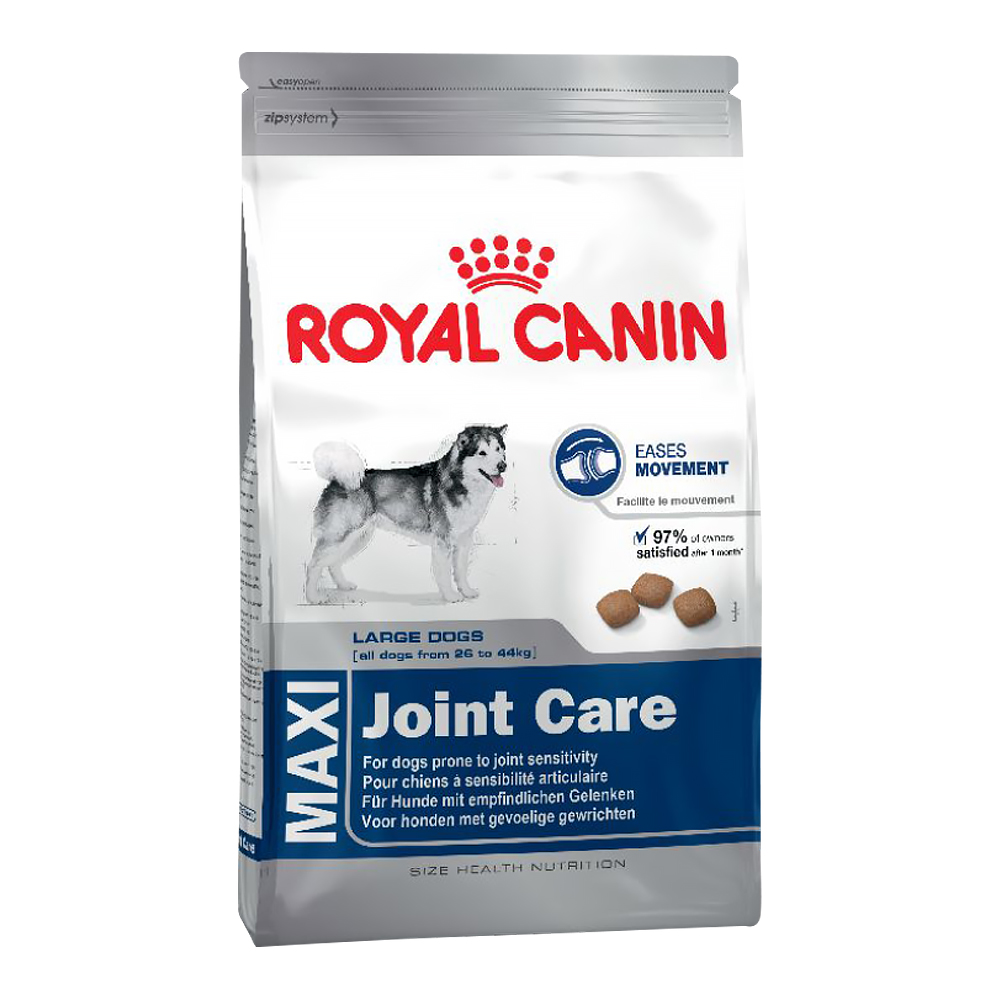 easyopen
zipsystem
ROYAL CANIN
EASES
MOVEMENT
Facilite le mouvement
97% of owners
satisfied after 1 month*
LARGE DOGS
[all dogs from 26 to 44kg]
MAXI
Joint Care
For dogs prone to joint sensitivity
Pour chiens à sensibilité articulaire
Für Hunde mit empfindlichen Gelenken
Voor honden met gevoelige gewrichten
SIZE HEALTH NUTRITION